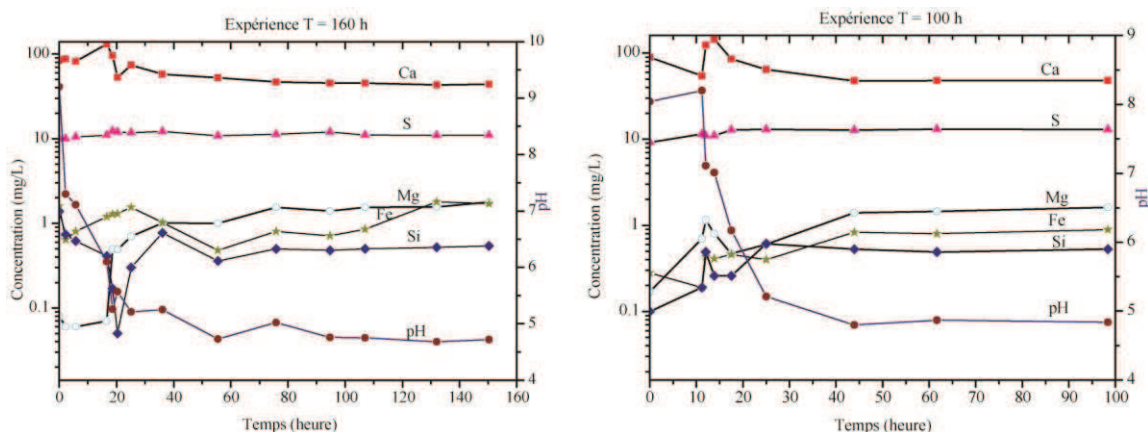 Expérience T = 160 h
Concentration (mg/L)
100
10
1
0.1
Ca
S
Mg
Fe
Si
pH
10
9
8
7
6
5
4
pH
0 20 40 60 80 100 120 140 160
Temps (heure)
Expérience T = 100 h
Concentration (mg/L)
100
10
1
0.1
Ca
S
Mg
Fe
Si
pH
9
8
7
6
5
4
pH
0 10 20 30 40 50 60 70 80 90 100
Temps (heure)